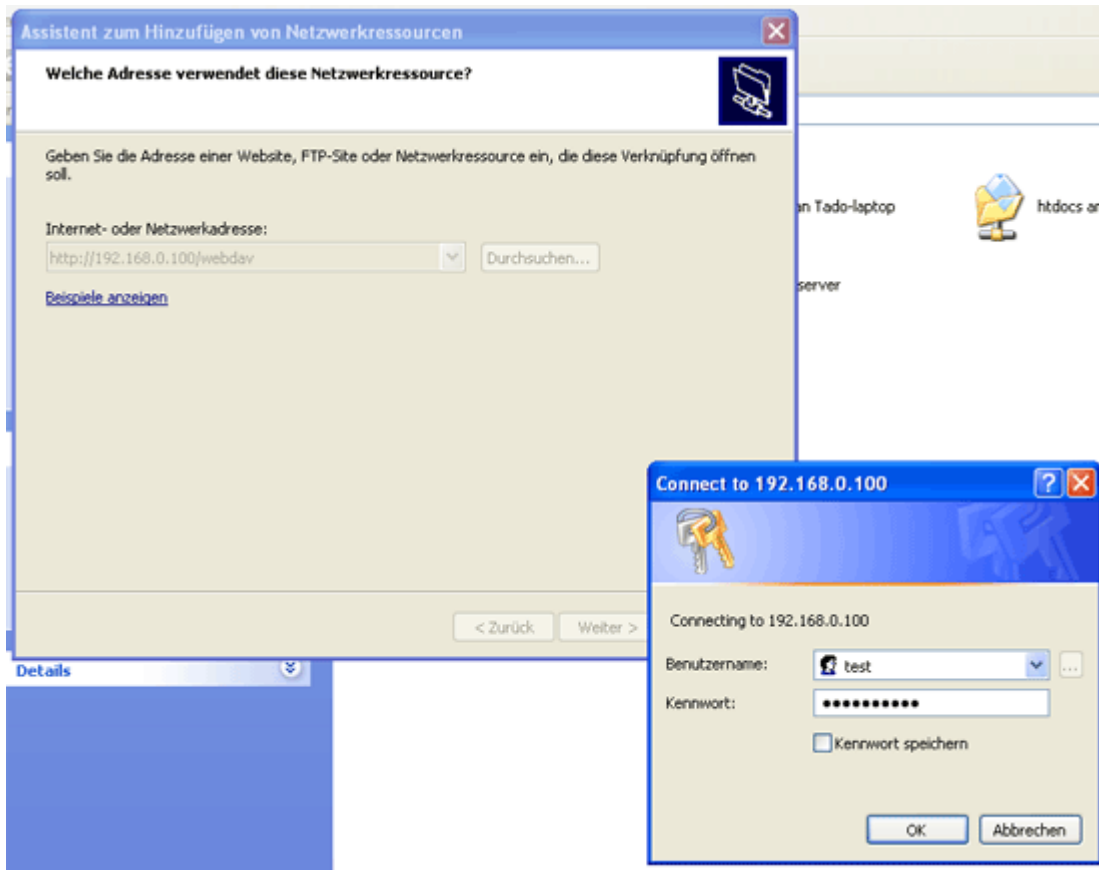 Assistent zum Hinzufügen von Netzwerkressourcen
Welche Adresse verwendet diese Netzwerkressource?
Geben Sie die Adresse einer Website, FTP-Site oder Netzwerkressource ein, die diese Verknüpfung öffnen
soll.
Internet- oder Netzwerkadresse:
http://192.168.0.100/webdav
Durchsuchen...
Beispiele anzeigen
< Zurück
Weiter >
an Tado-laptop
htdocs
server
Details
Connect to 192.168.0.100
Connecting to 192.168.0.100
Benutzername:
test
...
Kennwort:
••••••••••
Kennwort speichern
OK
Abbrechen